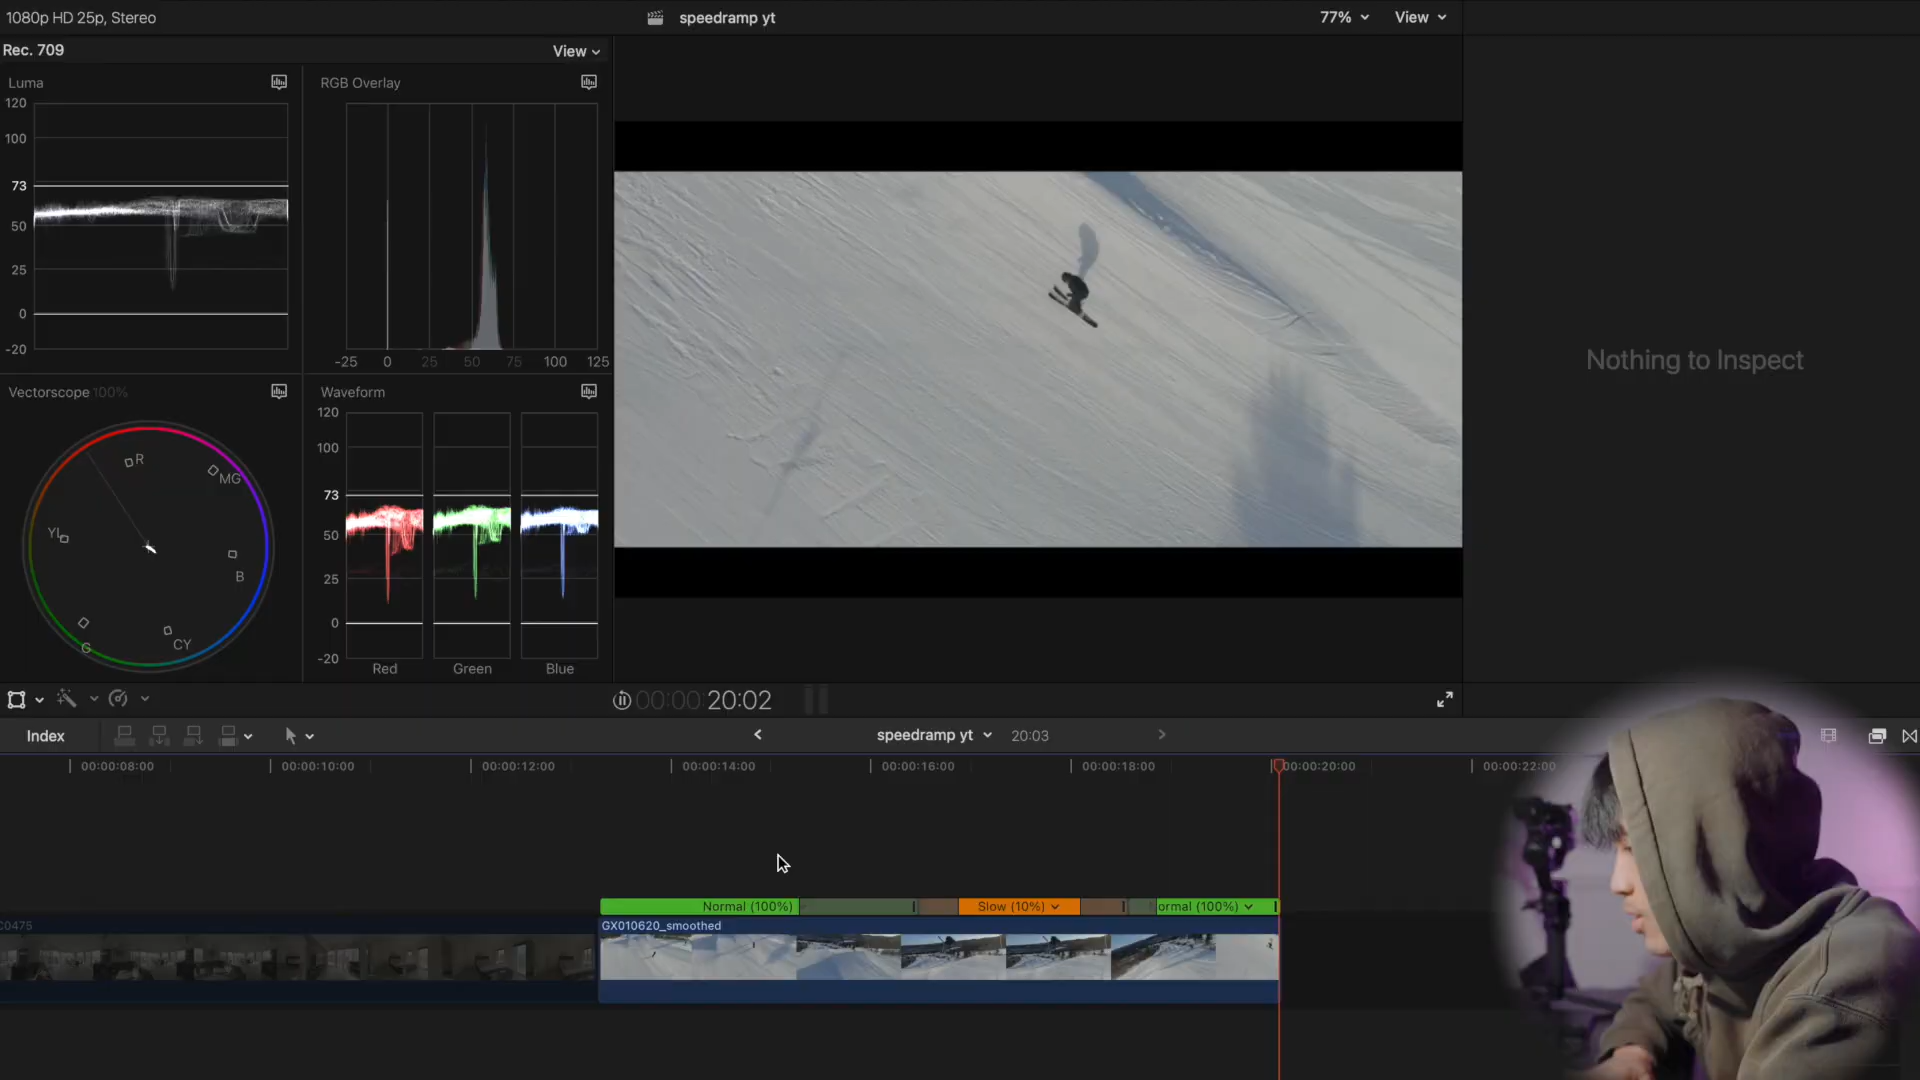 1080p HD 25p, Stereo
speedramp yt
77%
View
Rec. 709
View
Luma
120
100
73
50
25
0
-20
RGB Overlay
-25 0 25 50 75 100 125
Nothing to Inspect
Vectorscope 100%
R
MG
YL
B
G
CY
Waveform
120
100
73
50
25
0
-20
Red Green Blue
00:00:20:02
Index
speedramp yt
20:03
00:00:08:00 00:00:10:00 00:00:12:00 00:00:14:00 00:00:16:00 00:00:18:00 00:00:20:00 00:00:22:00
Normal (100%)
Slow (10%)
ormal (100%)
C0475
GX010620_smoothed